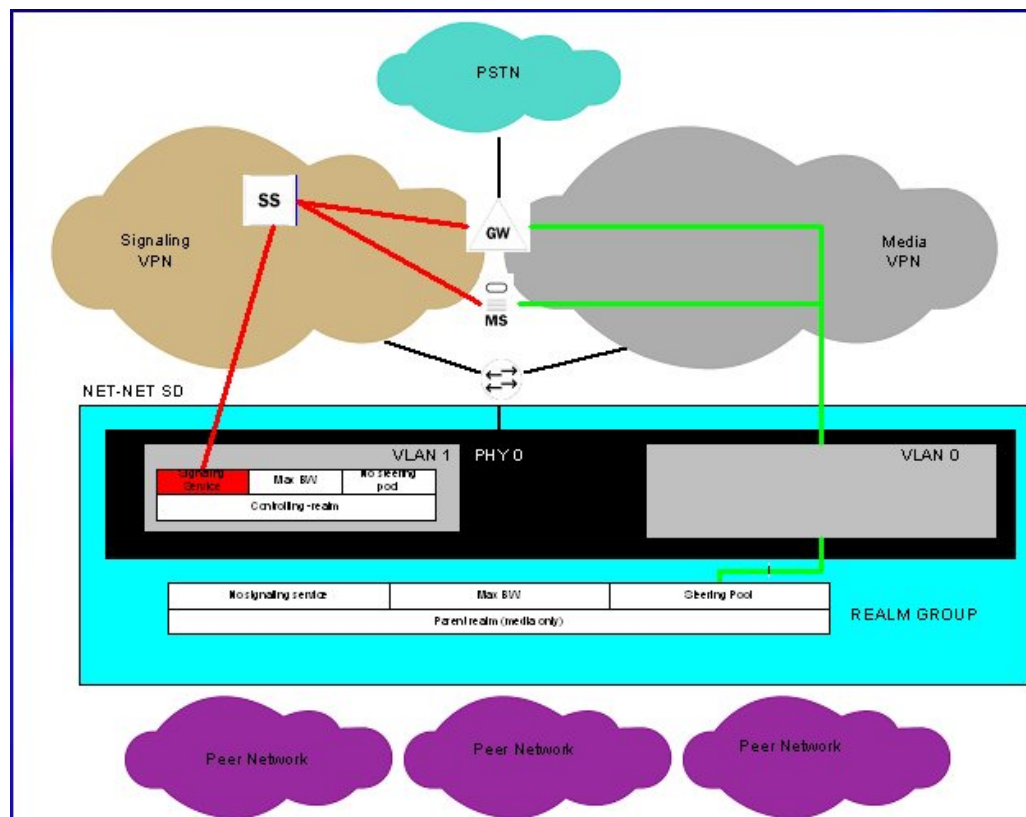 PSTN
SS
Signaling
VPN
GW
Media
VPN
MS
NET-NET SD
VLAN 1
PHY 0
VLAN 0
Signaling
Service
Max BW
No steering
pool
Controlling-realm
No signaling service
Max BW
Steering Pool
Parent realm (media only)
REALM GROUP
Peer Network
Peer Network
Peer Network